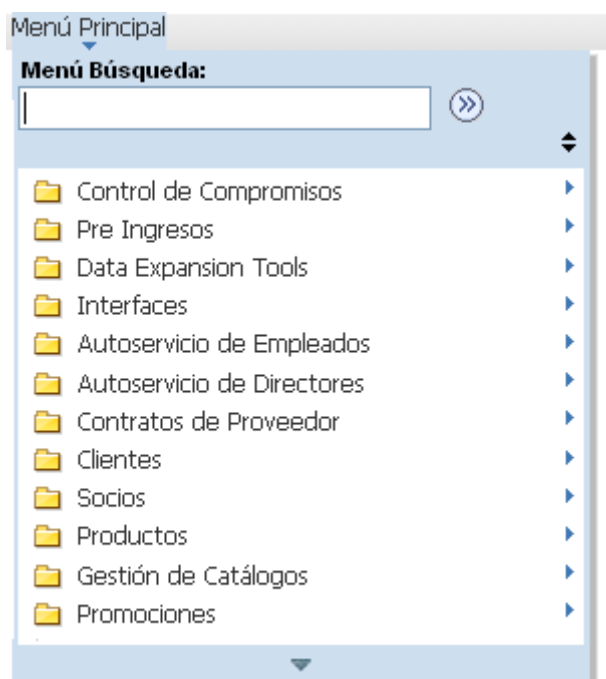 Menú Principal
Menú Búsqueda:
Control de Compromisos
Pre Ingresos
Data Expansion Tools
Interfaces
Autoservicio de Empleados
Autoservicio de Directores
Contratos de Proveedor
Clientes
Socios
Productos
Gestión de Catálogos
Promociones